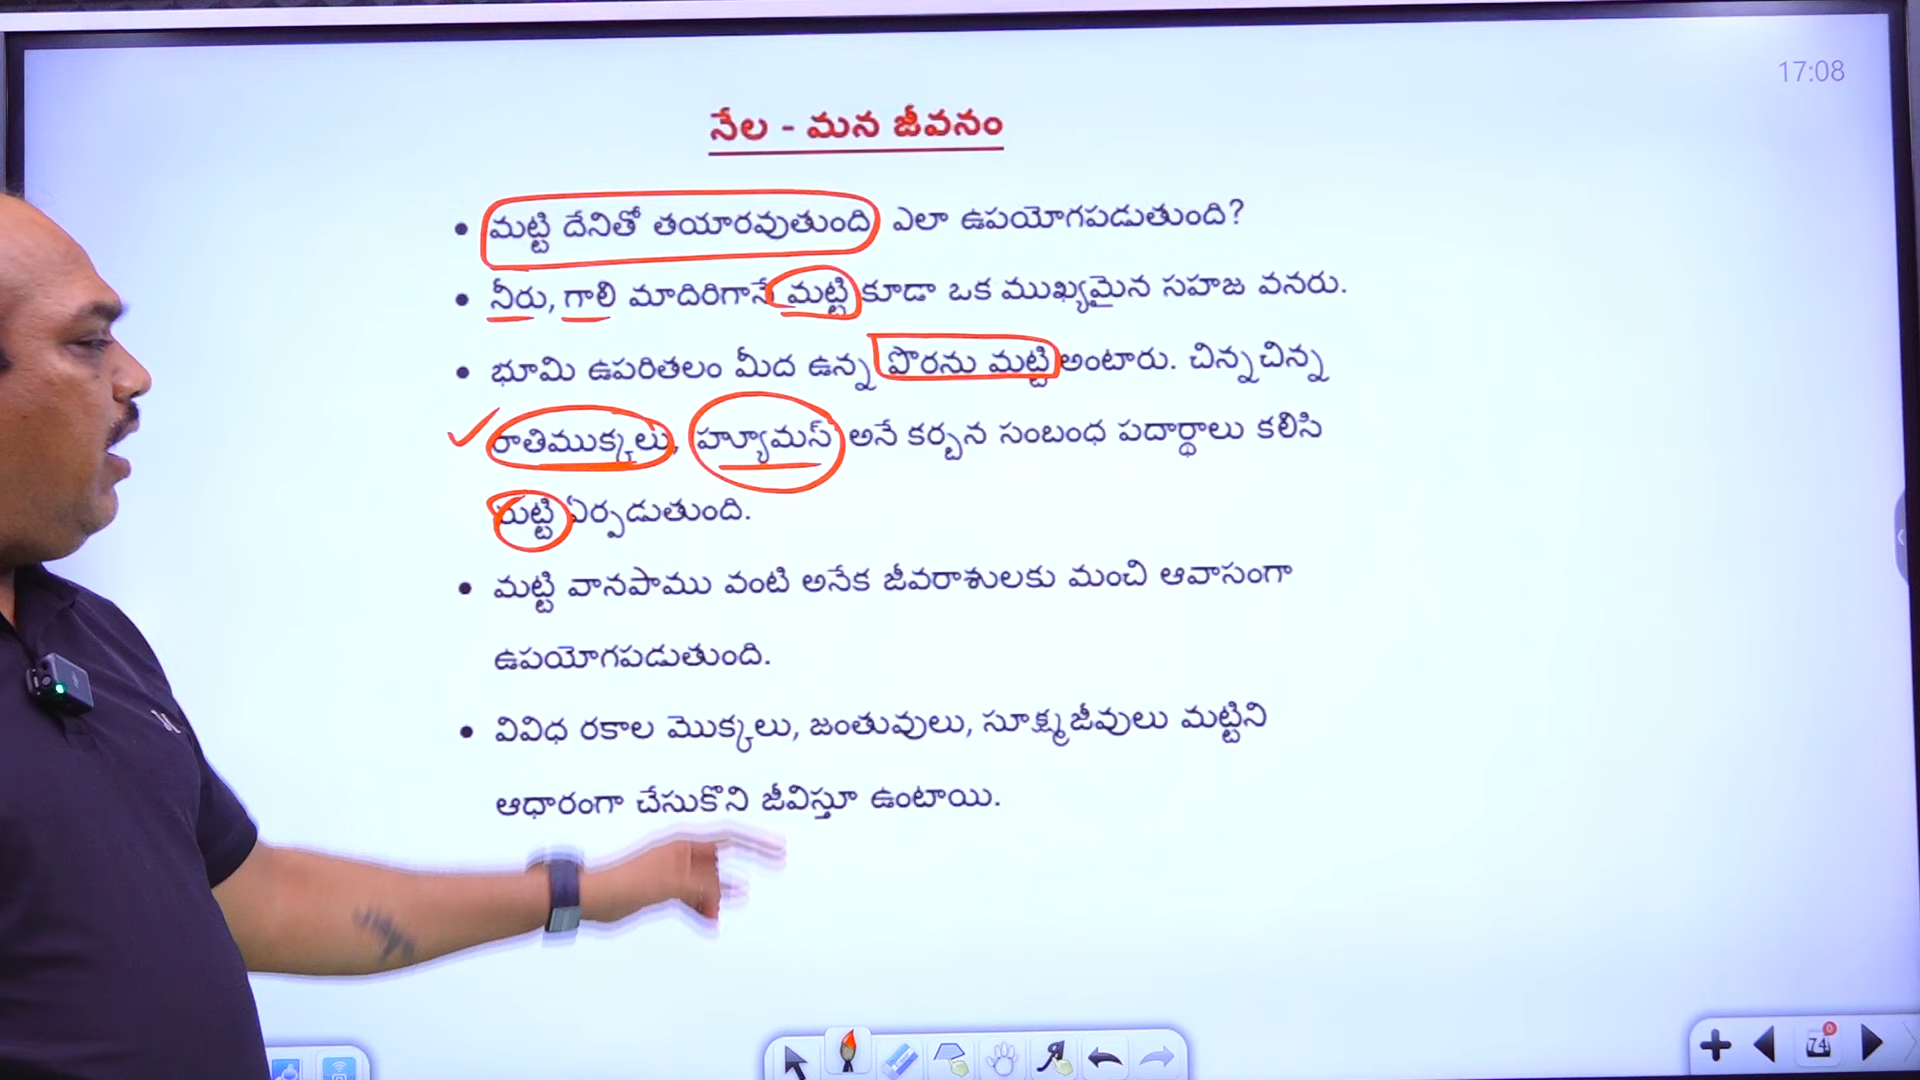 17:08
నేల - మన జీవనం
• మట్టి దేనితో తయారవుతుంది ఎలా ఉపయోగపడుతుంది?
• నీరు, గాలి మాదిరిగానే మట్టి కూడా ఒక ముఖ్యమైన సహజ వనరు.
• భూమి ఉపరితలం మీద ఉన్న పొరను మట్టి అంటారు. చిన్నచిన్న
రాతిముక్కలు, హ్యూమస్ అనే కర్బన సంబంధ పదార్థాలు కలిసి
మట్టి ఏర్పడుతుంది.
• మట్టి వానపాము వంటి అనేక జీవరాశులకు మంచి ఆవాసంగా
ఉపయోగపడుతుంది.
• వివిధ రకాల మొక్కలు, జంతువులు, సూక్ష్మజీవులు మట్టిని
ఆధారంగా చేసుకొని జీవిస్తూ ఉంటాయి.
74